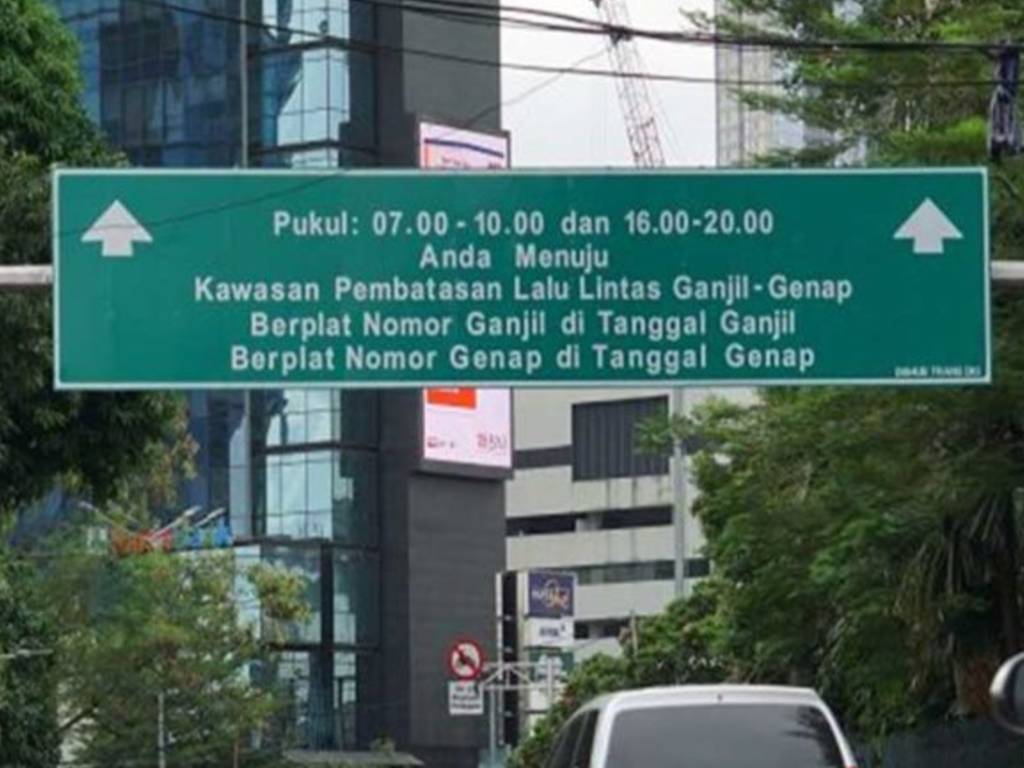 Pukul: 07.00 - 10.00 dan 16.00-20.00
Anda Menuju
Kawasan Pembatasan Lalu Lintas Ganjil-Genap
Berplat Nomor Ganjil di Tanggal Ganjil
Berplat Nomor Genap di Tanggal Genap